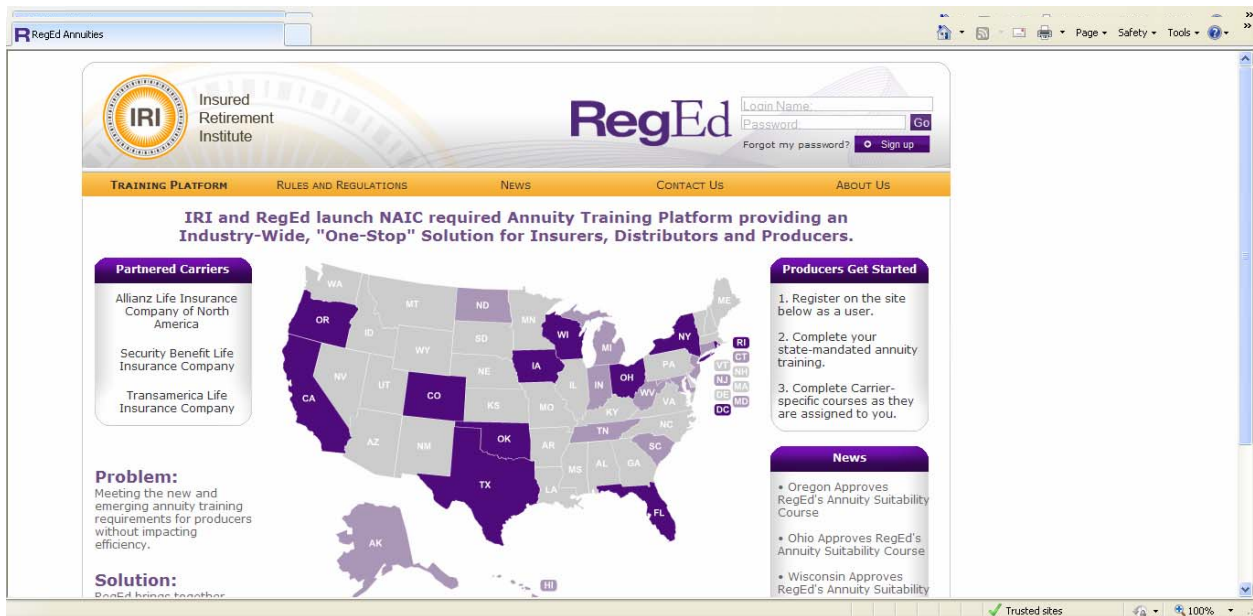 RegEd Annuities
Page
Safety
Tools
IRI
Insured
Retirement
Institute
RegEd
Login Name:
Password:
Go
Forgot my password?
Sign up
TRAINING PLATFORM
RULES AND REGULATIONS
NEWS
CONTACT US
ABOUT US
IRI and RegEd launch NAIC required Annuity Training Platform providing an
Industry-Wide, "One-Stop" Solution for Insurers, Distributors and Producers.
Partnered Carriers
Allianz Life Insurance
Company of North
America
Security Benefit Life
Insurance Company
Transamerica Life
Insurance Company
Problem:
Meeting the new and
emerging annuity training
requirements for producers
without impacting
efficiency.
Solution:
RegEd brings together
WA
MT
ND
MN
ME
OR
ID
SD
WI
MI
NY
WY
NE
IA
PA
NV
UT
CO
IL
IN
OH
WV
VA
CA
KS
MO
KY
NC
AZ
NM
OK
AR
TN
SC
TX
LA
MS
AL
GA
FL
AK
HI
RI
CT
VT
NH
NJ
MA
DE
MD
DC
Producers Get Started
1. Register on the site
below as a user.
2. Complete your
state-mandated annuity
training.
3. Complete Carrier-
specific courses as they
are assigned to you.
News
• Oregon Approves
RegEd's Annuity Suitability
Course
• Ohio Approves RegEd's
Annuity Suitability Course
• Wisconsin Approves
RegEd's Annuity Suitability
Trusted sites
100%